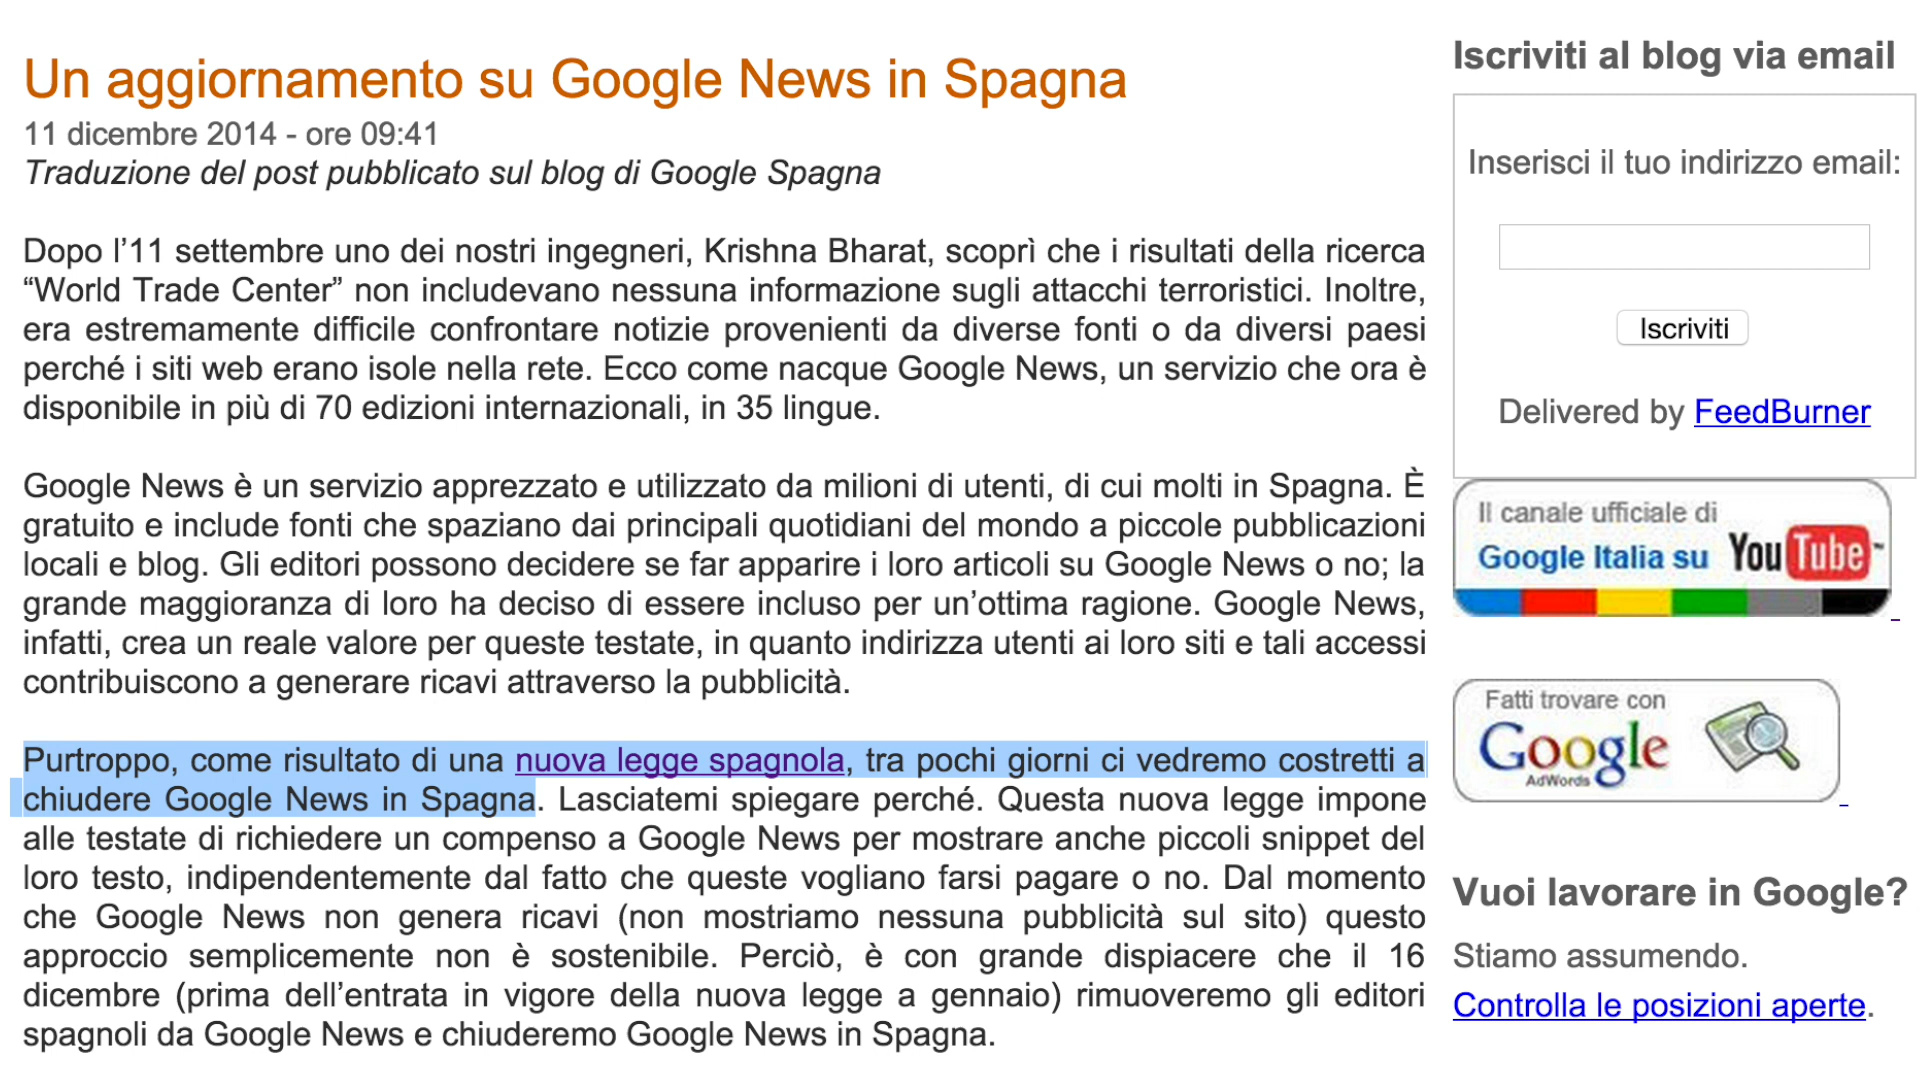 Un aggiornamento su Google News in Spagna
11 dicembre 2014 - ore 09:41
Traduzione del post pubblicato sul blog di Google Spagna
Dopo l’11 settembre uno dei nostri ingegneri, Krishna Bharat, scoprì che i risultati della ricerca
“World Trade Center” non includevano nessuna informazione sugli attacchi terroristici. Inoltre,
era estremamente difficile confrontare notizie provenienti da diverse fonti o da diversi paesi
perché i siti web erano isole nella rete. Ecco come nacque Google News, un servizio che ora è
disponibile in più di 70 edizioni internazionali, in 35 lingue.
Google News è un servizio apprezzato e utilizzato da milioni di utenti, di cui molti in Spagna. È
gratuito e include fonti che spaziano dai principali quotidiani del mondo a piccole pubblicazioni
locali e blog. Gli editori possono decidere se far apparire i loro articoli su Google News o no; la
grande maggioranza di loro ha deciso di essere incluso per un’ottima ragione. Google News,
infatti, crea un reale valore per queste testate, in quanto indirizza utenti ai loro siti e tali accessi
contribuiscono a generare ricavi attraverso la pubblicità.
Purtroppo, come risultato di una nuova legge spagnola, tra pochi giorni ci vedremo costretti a
chiudere Google News in Spagna. Lasciatemi spiegare perché. Questa nuova legge impone
alle testate di richiedere un compenso a Google News per mostrare anche piccoli snippet del
loro testo, indipendentemente dal fatto che queste vogliano farsi pagare o no. Dal momento
che Google News non genera ricavi (non mostriamo nessuna pubblicità sul sito) questo
approccio semplicemente non è sostenibile. Perciò, è con grande dispiacere che il 16
dicembre (prima dell’entrata in vigore della nuova legge a gennaio) rimuoveremo gli editori
spagnoli da Google News e chiuderemo Google News in Spagna.
Iscriviti al blog via email
Inserisci il tuo indirizzo email:
Iscriviti
Delivered by FeedBurner
Il canale ufficiale di
Google Italia su YouTube™
Fatti trovare con
Google
AdWords
Vuoi lavorare in Google?
Stiamo assumendo.
Controlla le posizioni aperte.